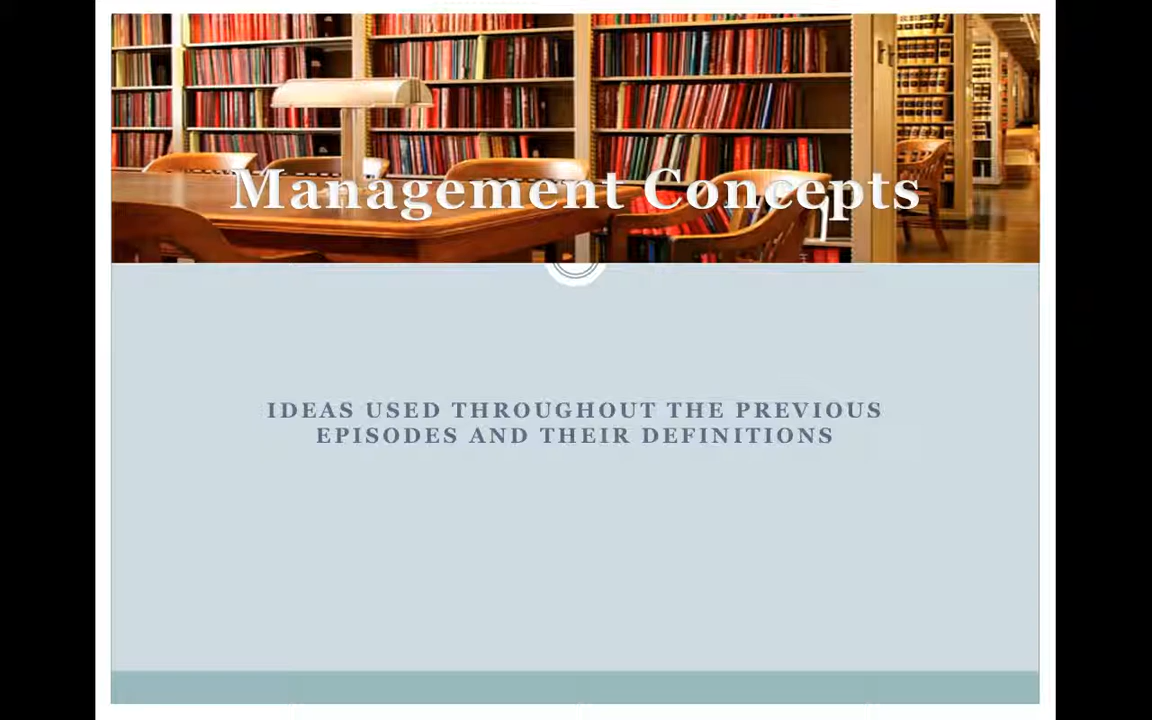 Management Concepts
IDEAS USED THROUGHOUT THE PREVIOUS
EPISODES AND THEIR DEFINITIONS